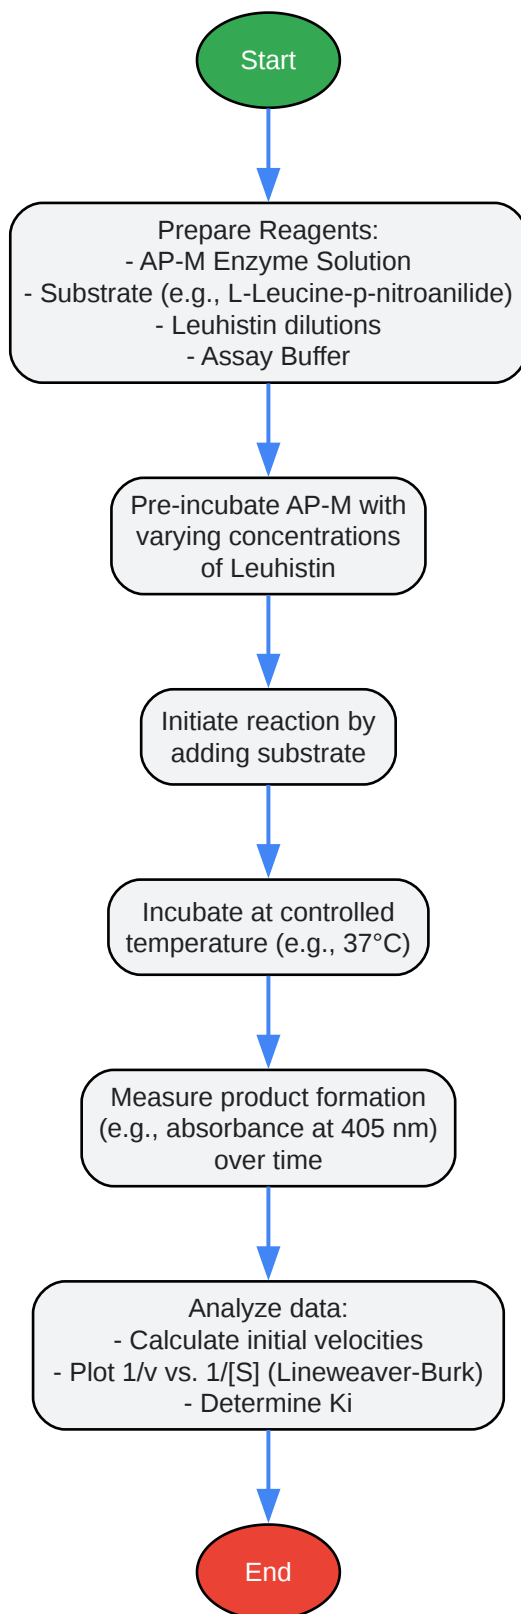 Start
Prepare Reagents:
- AP-M Enzyme Solution
- Substrate (e.g., L-Leucine-p-nitroanilide)
- Leuhistin dilutions
- Assay Buffer
Pre-incubate AP-M with
varying concentrations
of Leuhistin
Initiate reaction by
adding substrate
Incubate at controlled
temperature (e.g., 37°C)
Measure product formation
(e.g., absorbance at 405 nm)
over time
Analyze data:
- Calculate initial velocities
- Plot 1/v vs. 1/[S] (Lineweaver-Burk)
- Determine Ki
End